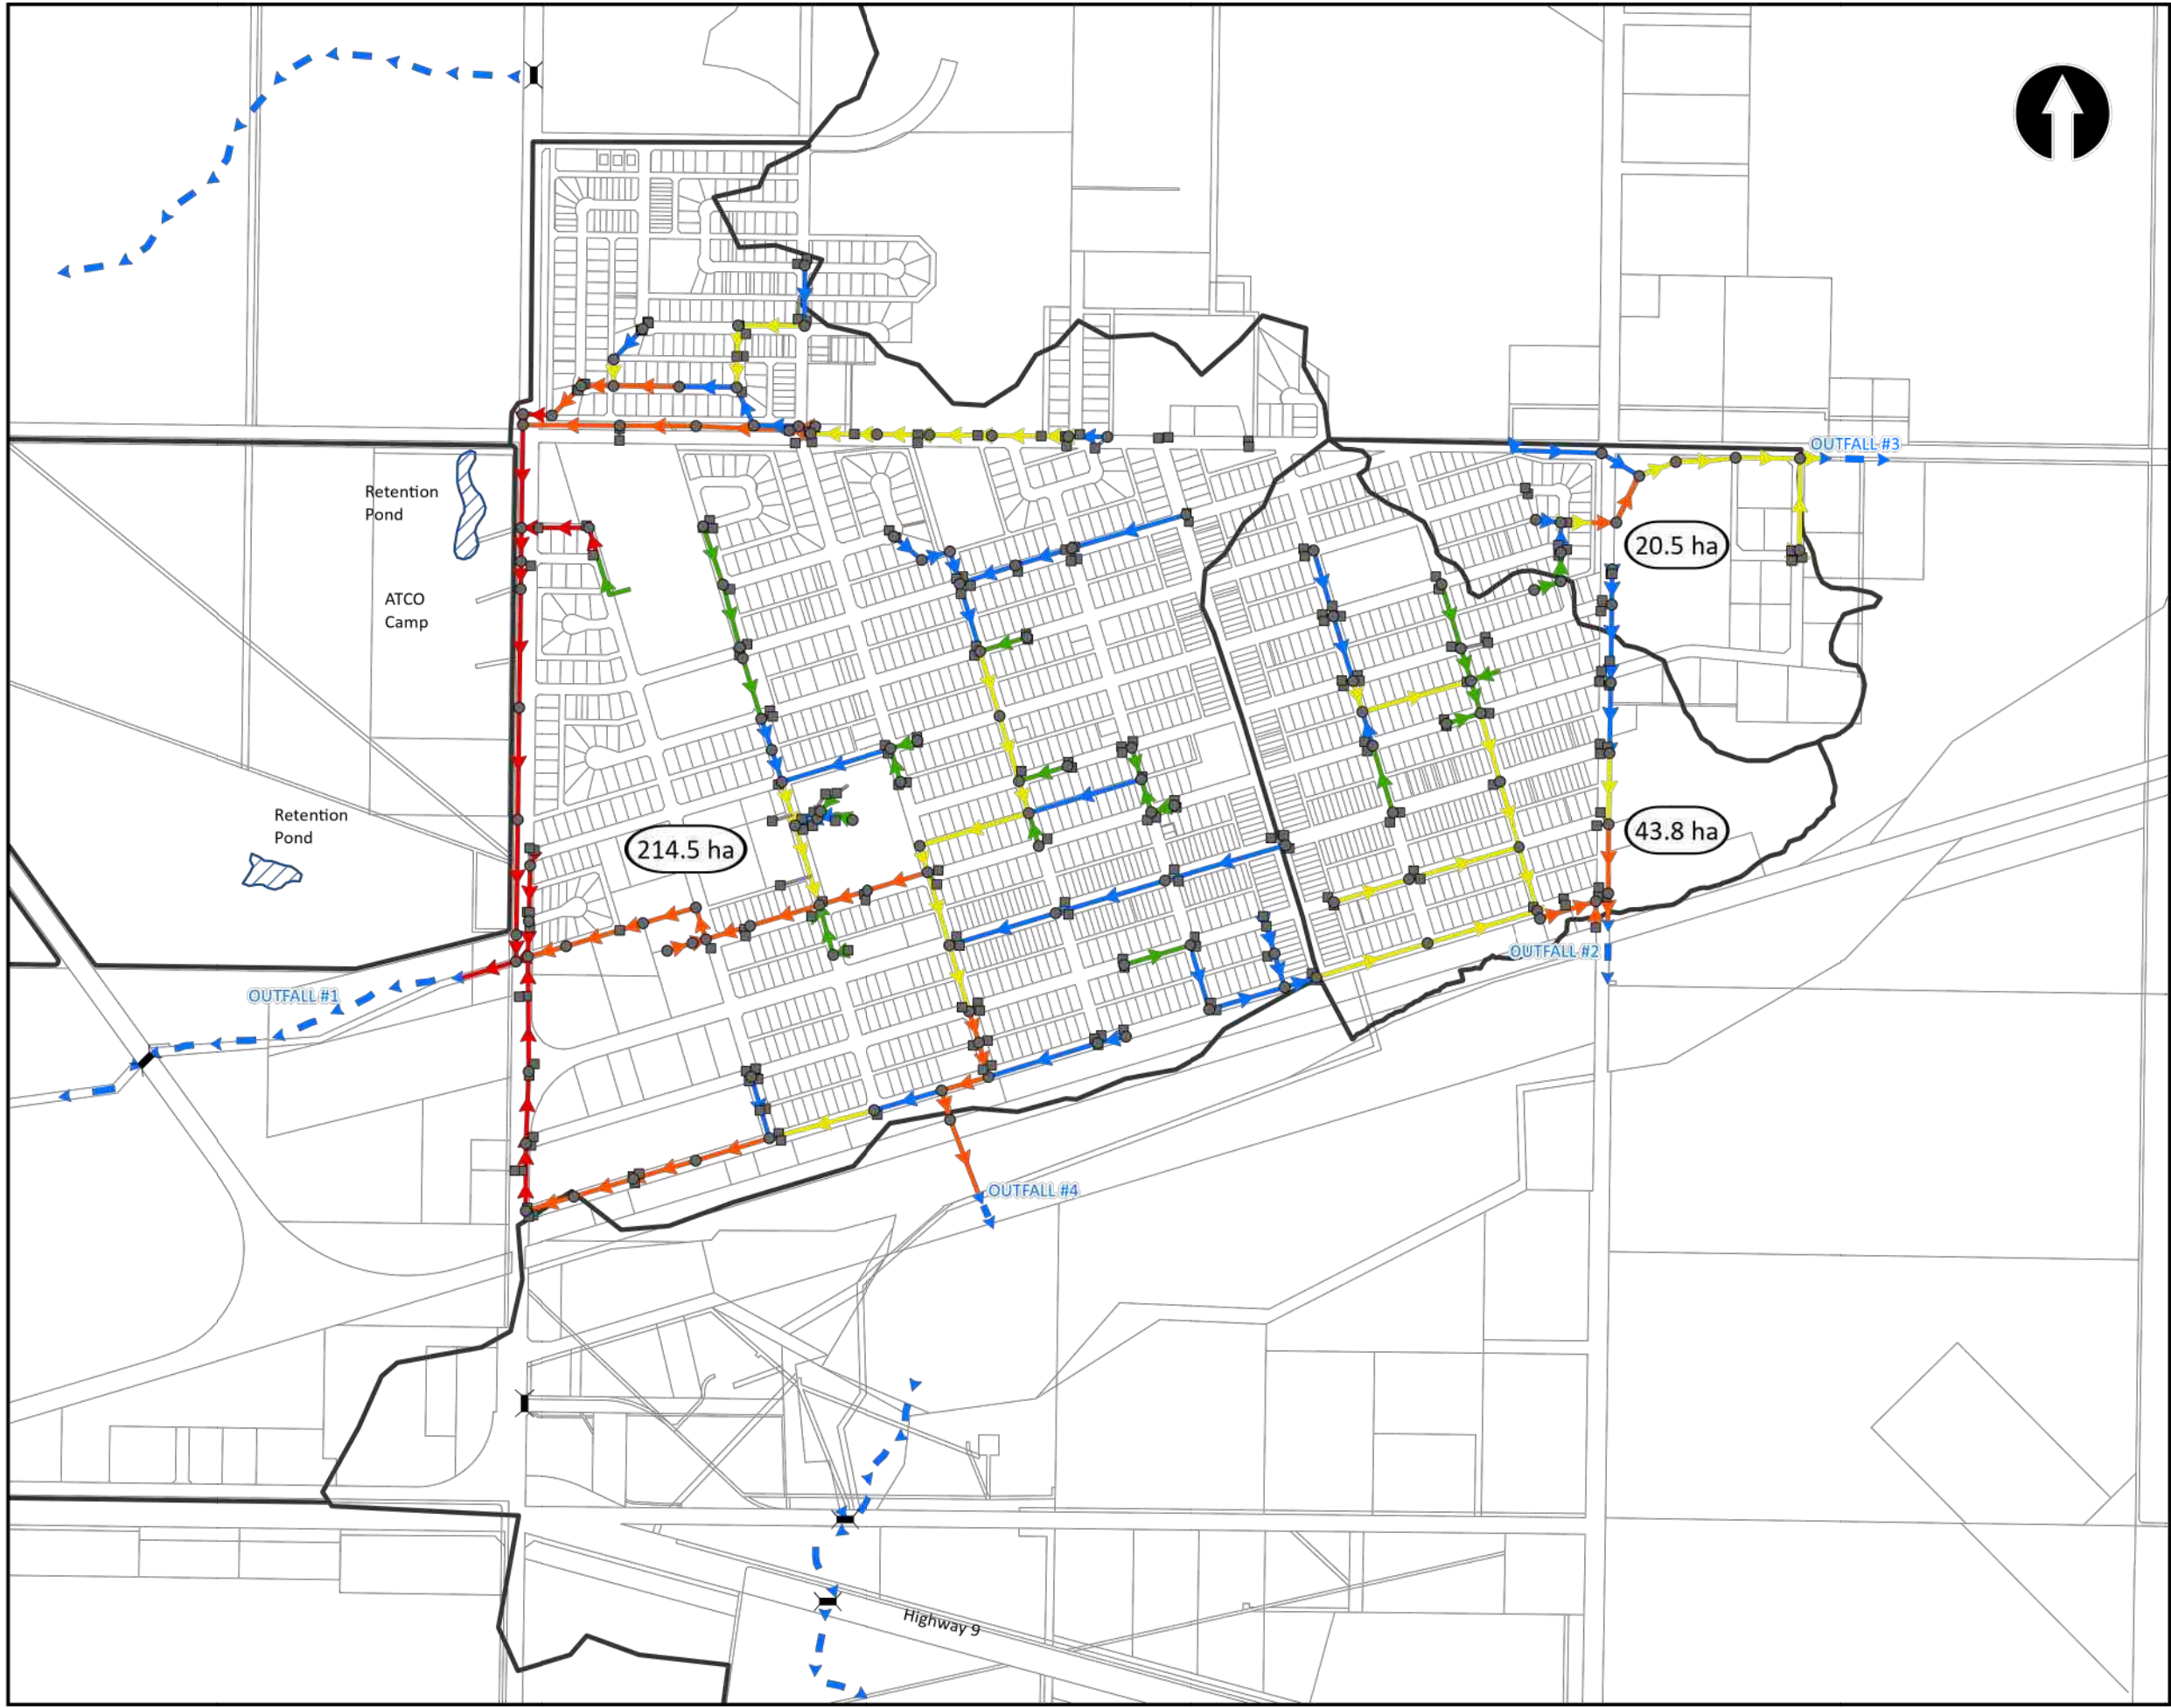 OUTFALL #3
Retention
Pond
20.5 ha
ATCO
Camp
Retention
Pond
43.8 ha
214.5 ha
OUTFALL #2
OUTFALL #1
OUTFALL #4
Highway 9